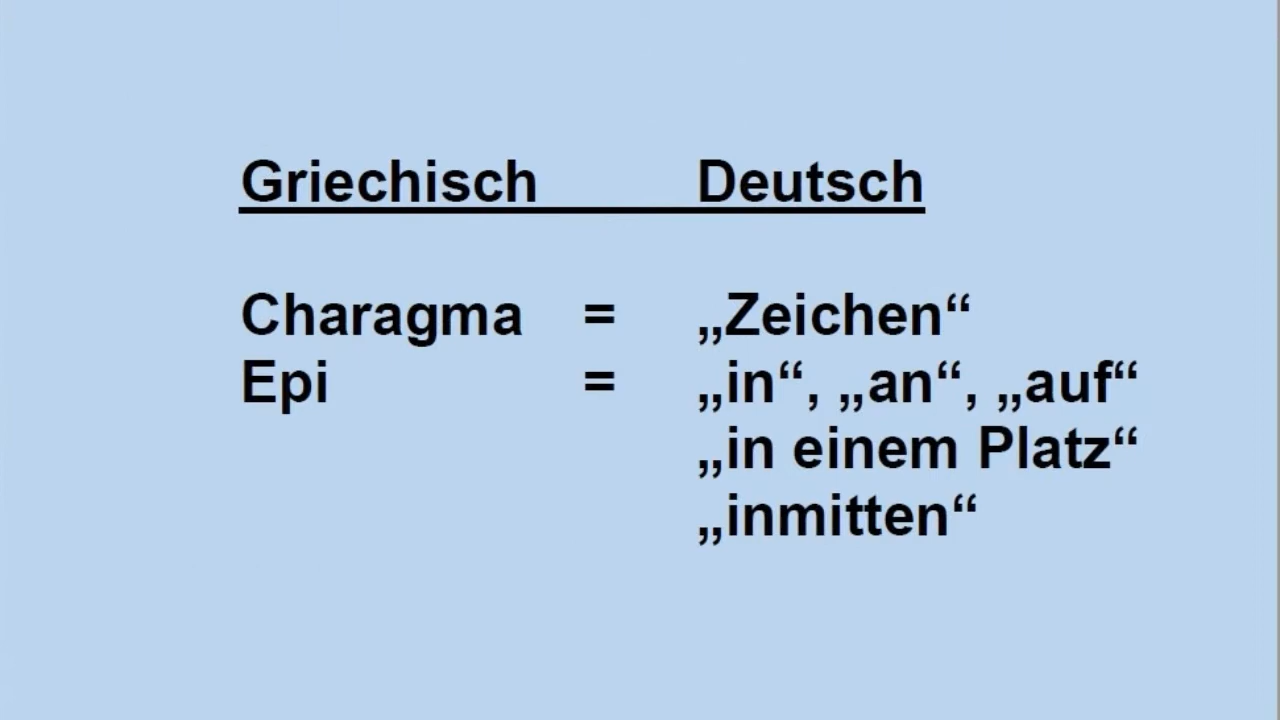 Griechisch Deutsch
Charagma = „Zeichen“
Epi = „in“, „an“, „auf“
„in einem Platz“
„inmitten“